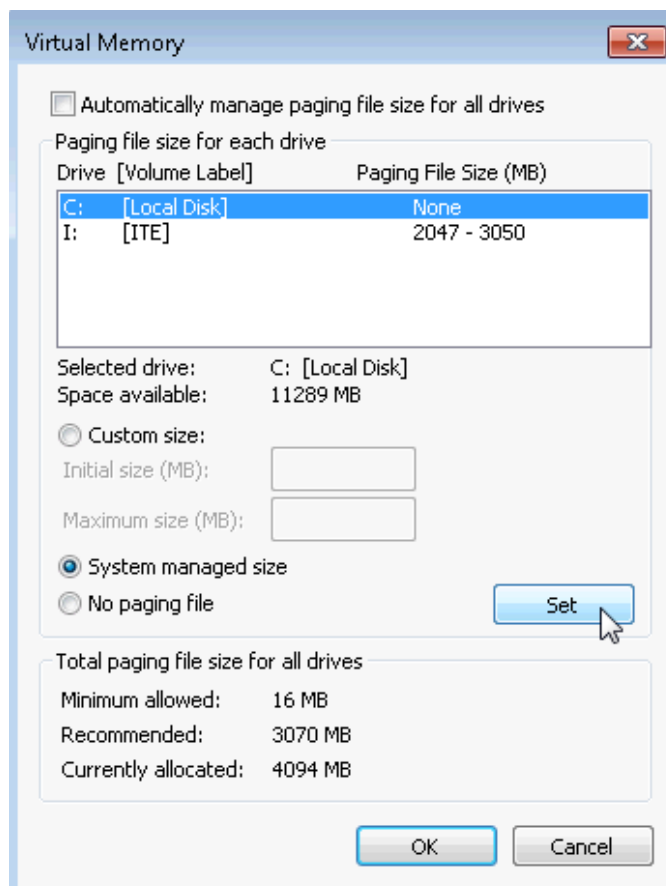 Virtual Memory
Automatically manage paging file size for all drives
Paging file size for each drive
Drive [Volume Label] Paging File Size (MB)
C: [Local Disk] None
I: [ITE] 2047 - 3050
Selected drive: C: [Local Disk]
Space available: 11289 MB
Custom size:
Initial size (MB):
Maximum size (MB):
System managed size
No paging file
Set
Total paging file size for all drives
Minimum allowed: 16 MB
Recommended: 3070 MB
Currently allocated: 4094 MB
OK Cancel